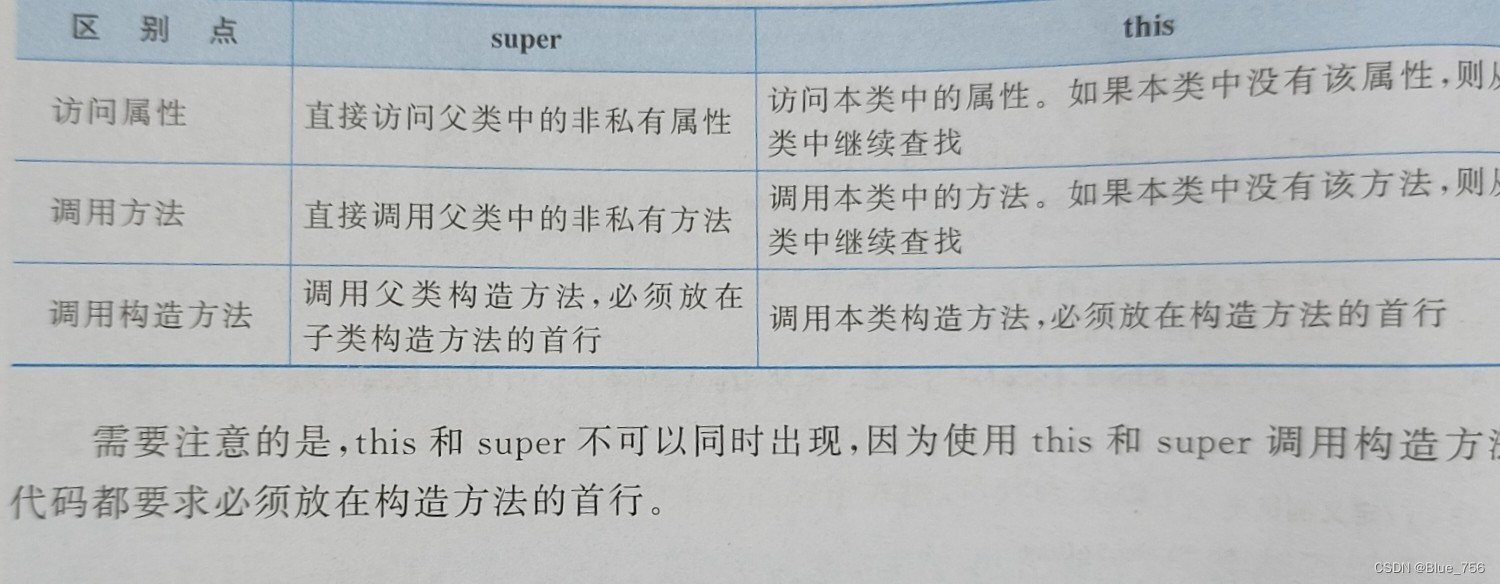 区别点 super this
访问属性 直接访问父类中的非私有属性 访问本类中的属性。如果本类中没有该属性,则从
类中继续查找
调用方法 直接调用父类中的非私有方法 调用本类中的方法。如果本类中没有该方法,则从
类中继续查找
调用构造方法 调用父类构造方法,必须放在
子类构造方法的首行 调用本类构造方法,必须放在构造方法的首行
需要注意的是,this 和 super 不可以同时出现,因为使用 this 和 super 调用构造方法
代码都要求必须放在构造方法的首行。
CSDN @Blue_756